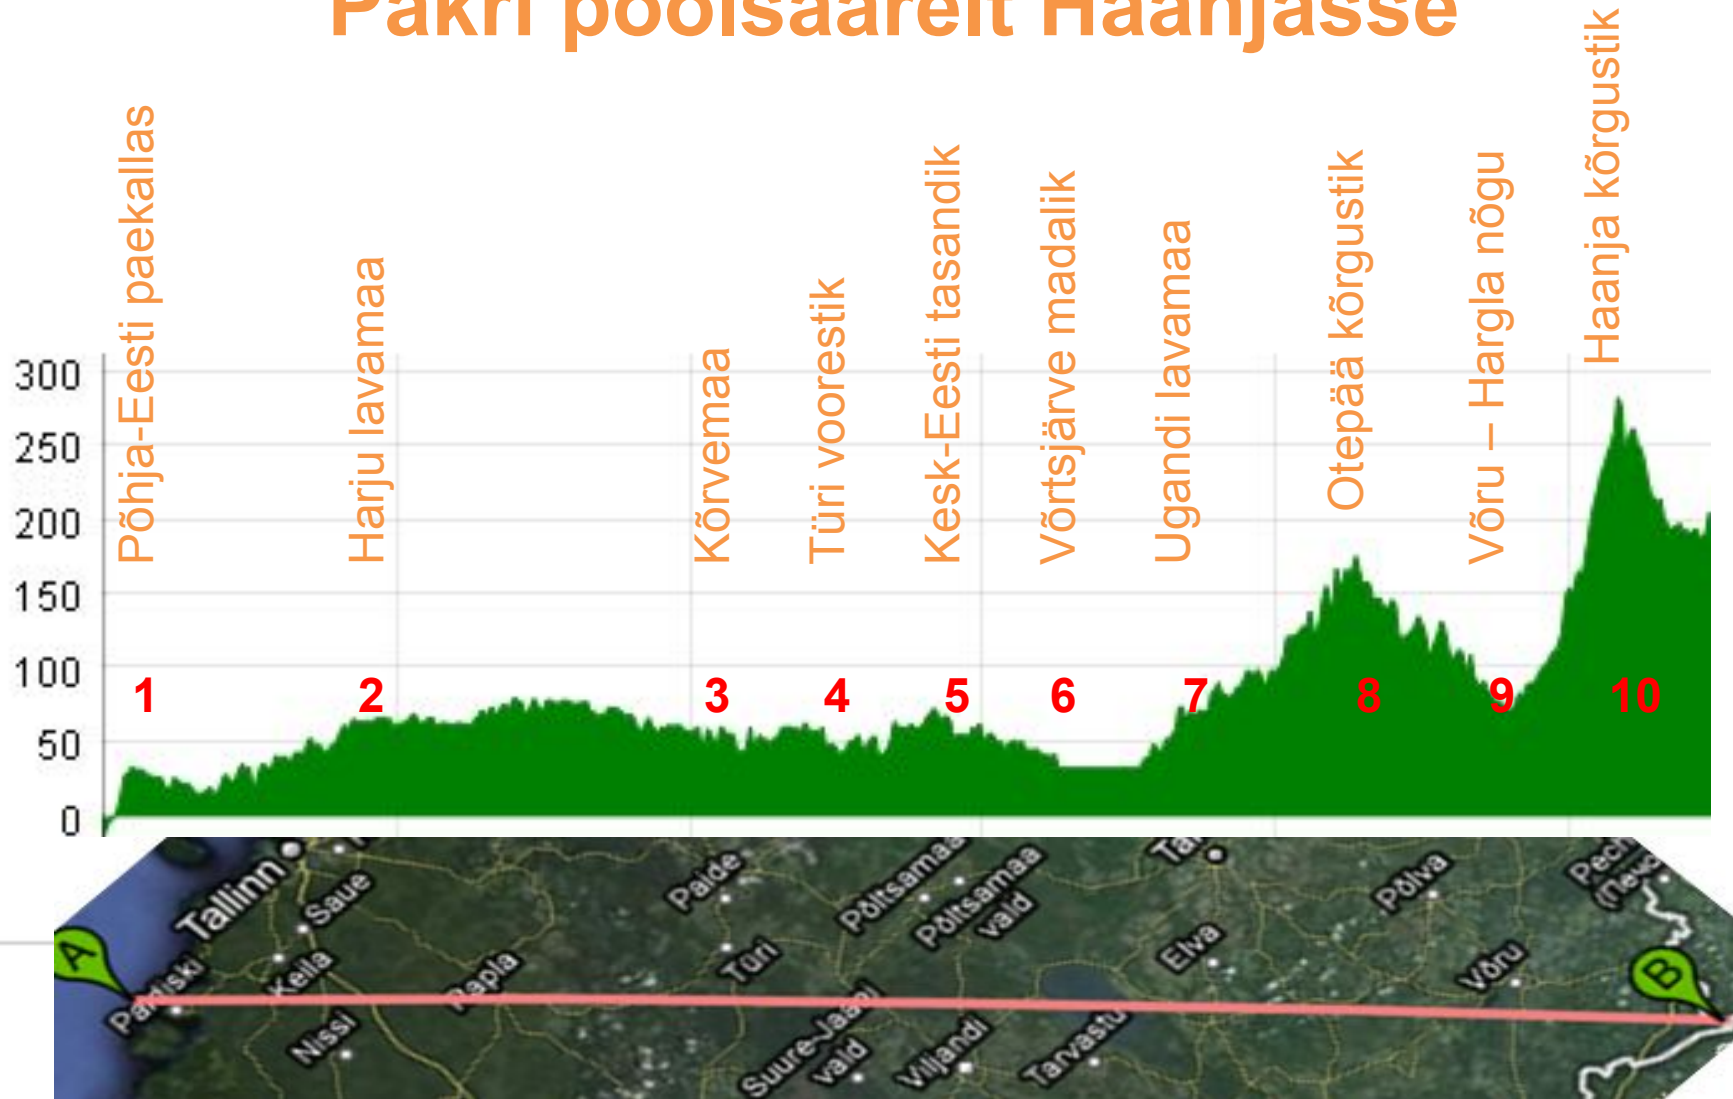 Pakri poolsaarelt Haanjasse
Põhja-Eesti paekallas
Harju lavamaa
Kõrvemaa
Türi voorestik
Kesk-Eesti tasandik
Võrtsjärve madalik
Ugandi lavamaa
Otepää kõrgustik
Võru – Hargla nõgu
Haanja kõrgustik
300
250
200
150
100
50
0
1
2
3
4
5
6
7
8
9
10
A
Tallinn
Saue
Paldiski
Keila
Nissi
Rapla
Paide
Türi
Põltsamaa
Põltsamaa
vald
Suure-Jaani
vald
Viljandi
Tarvastu
Elva
Põlva
Võru
B